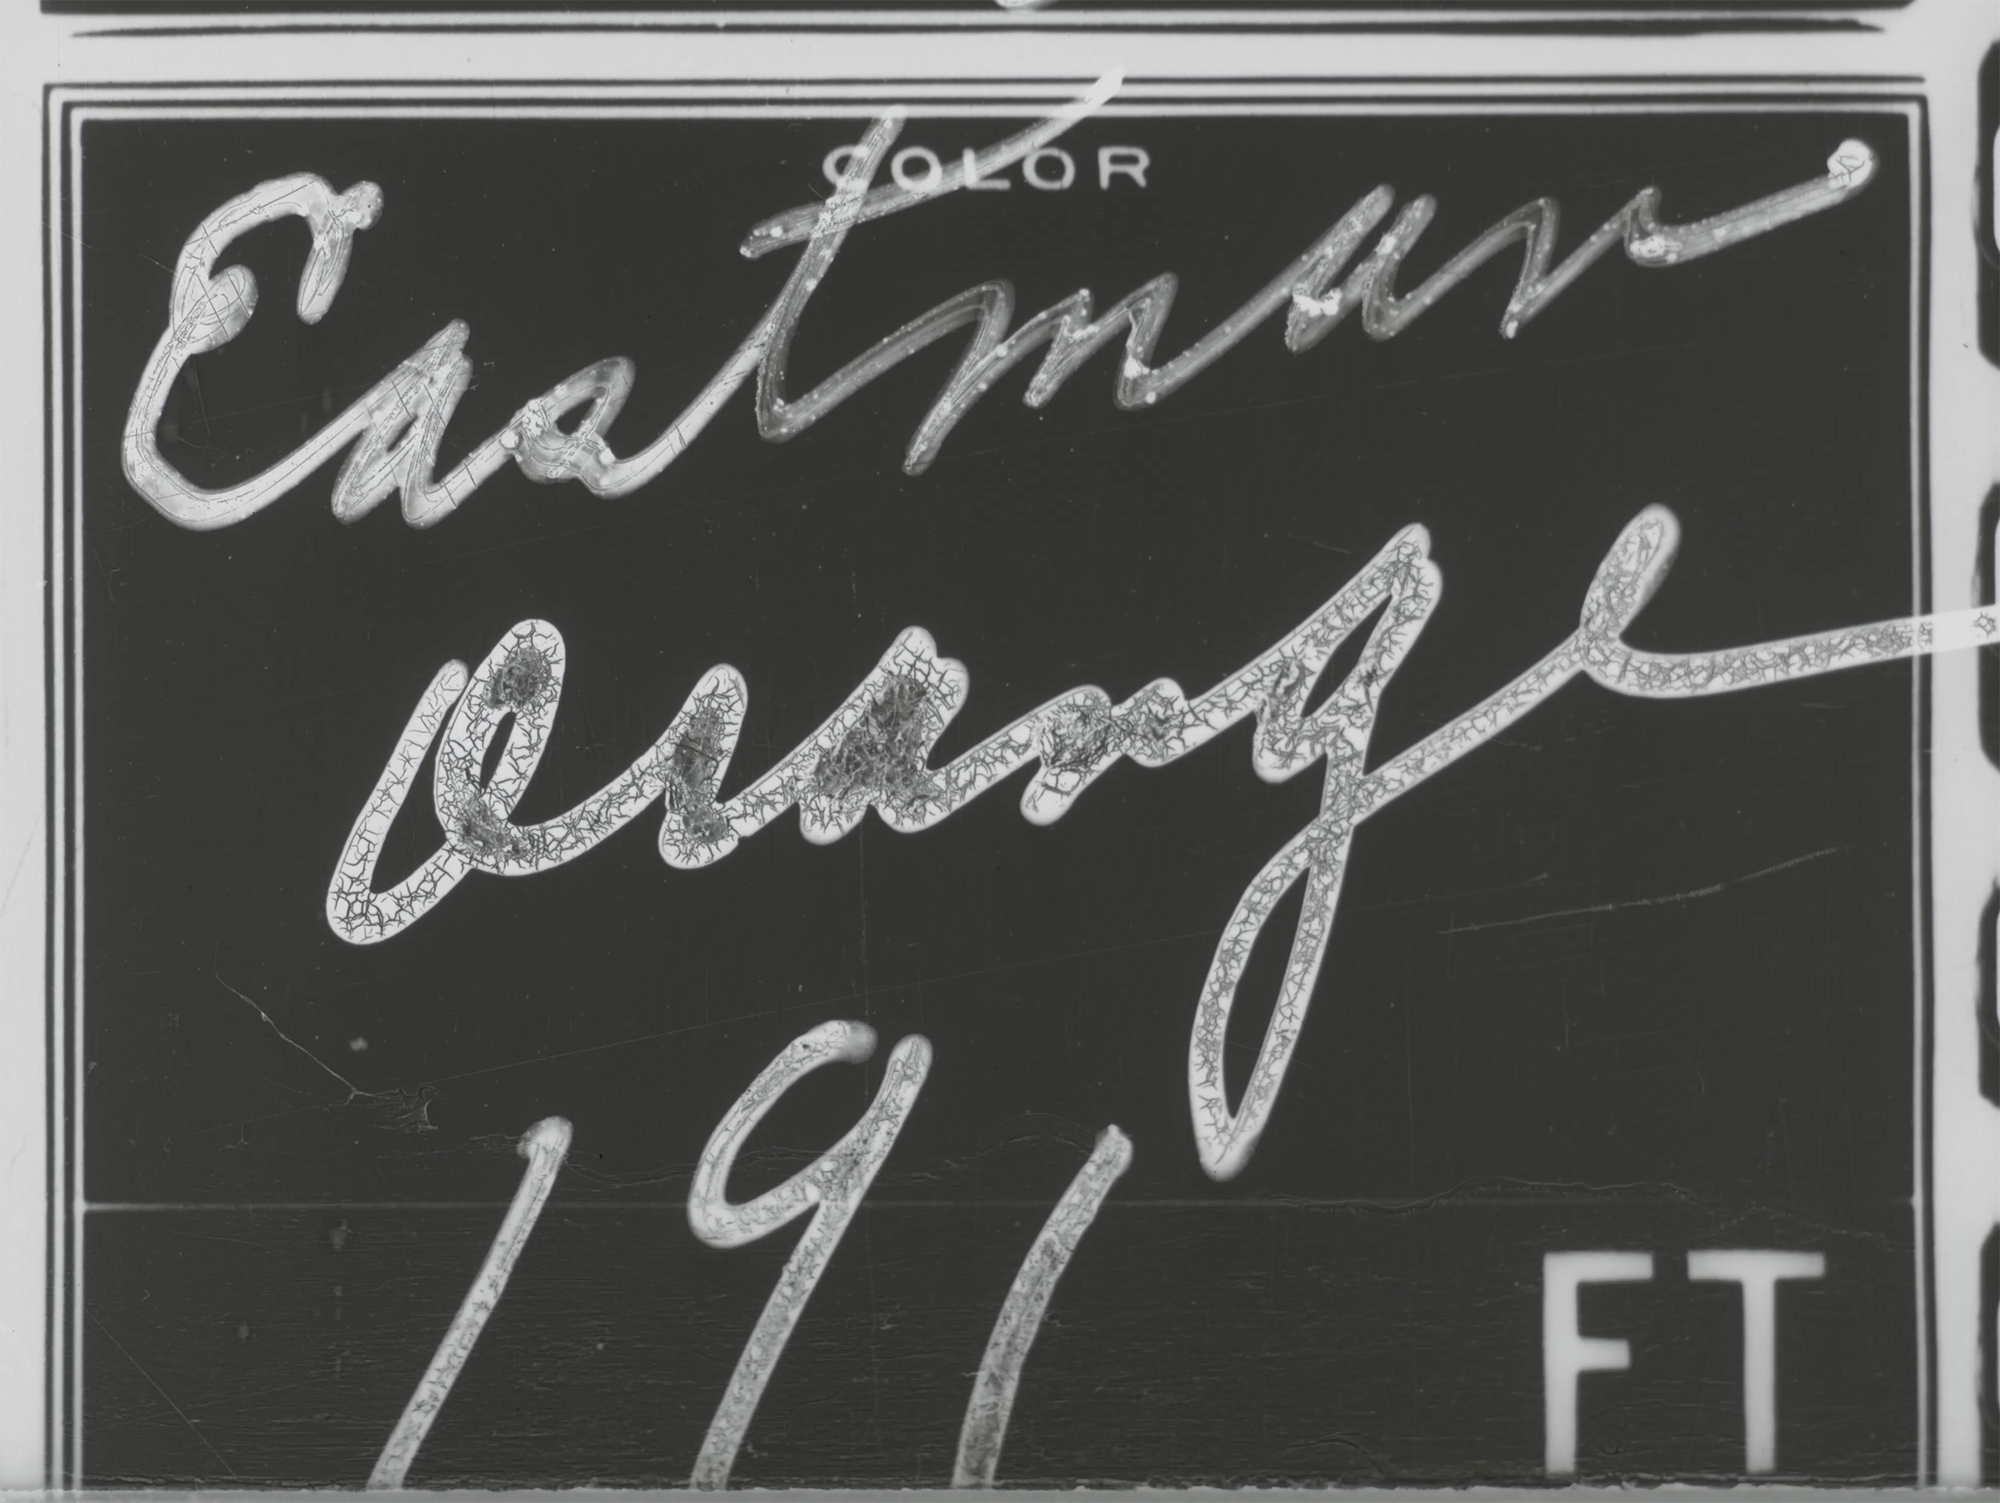 COLOR
Eastman
Orange
191 FT